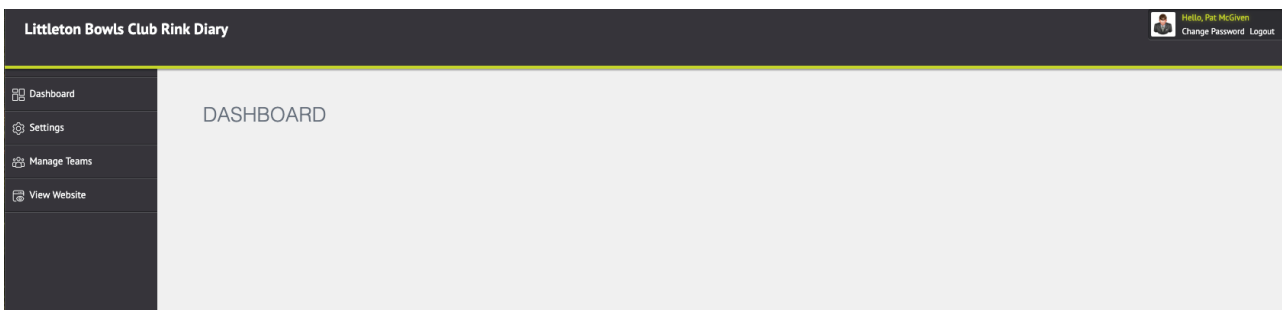 Littleton Bowls Club Rink Diary
Hello, Pat McGiven
Change Password Logout
Dashboard
Settings
Manage Teams
View Website
DASHBOARD